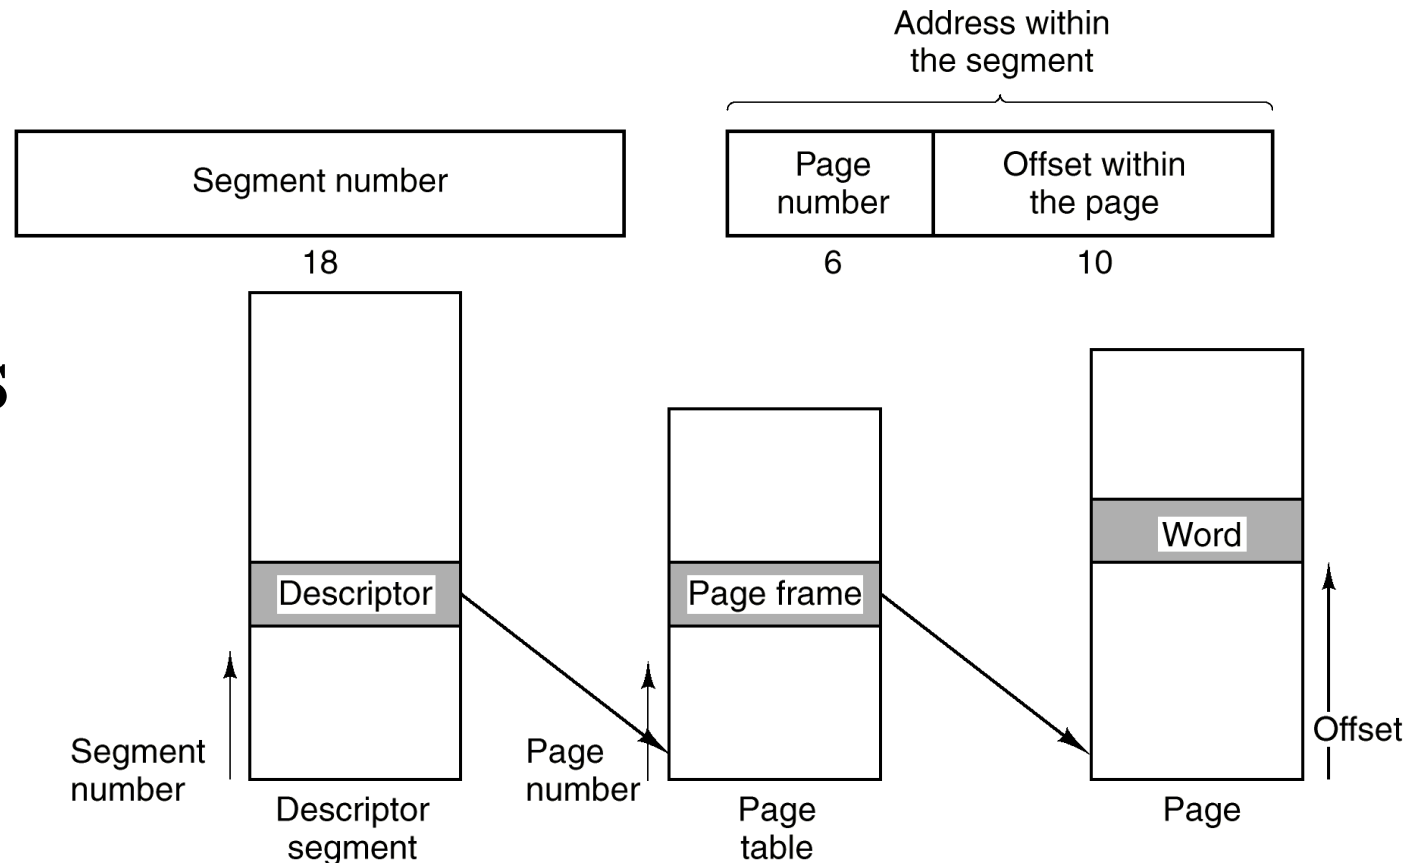 Address within
the segment
Segment number
Page
number
Offset within
the page
18
6
10
s
Descriptor
Page frame
Word
Segment
number
Page
number
Offset
Descriptor
segment
Page
table
Page